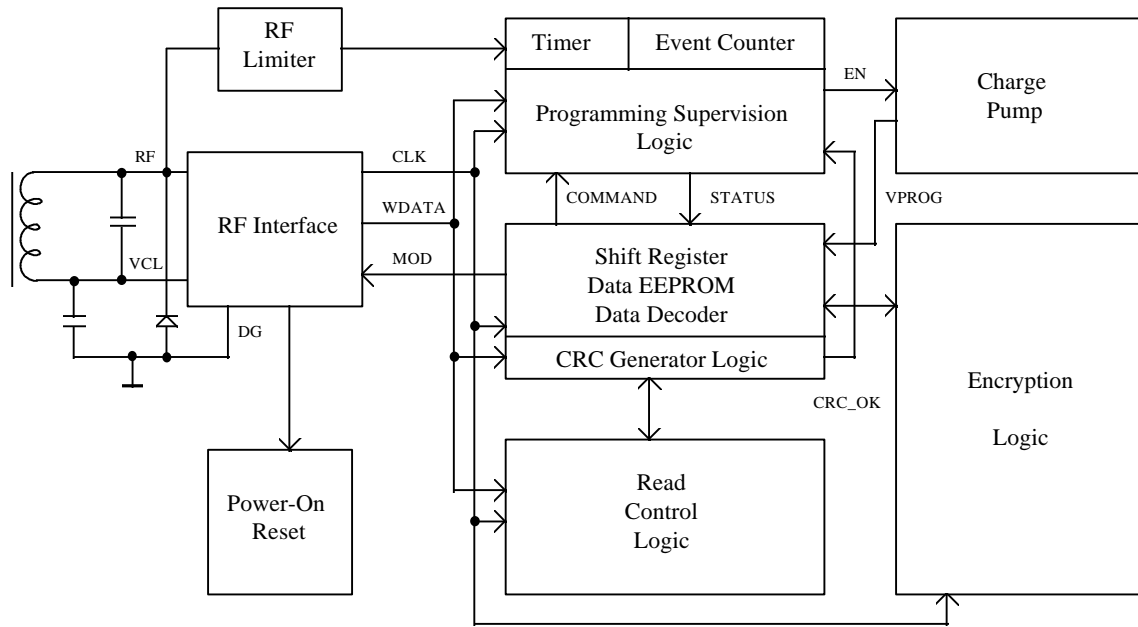 RF
Limiter
Timer
Event Counter
EN
Charge
Pump
Programming Supervision
Logic
RF
CLK
COMMAND
STATUS
VPROG
WDATA
RF Interface
VCL
MOD
Shift Register
Data EEPROM
Data Decoder
DG
CRC Generator Logic
CRC_OK
Encryption
Logic
Power-On
Reset
Read
Control
Logic